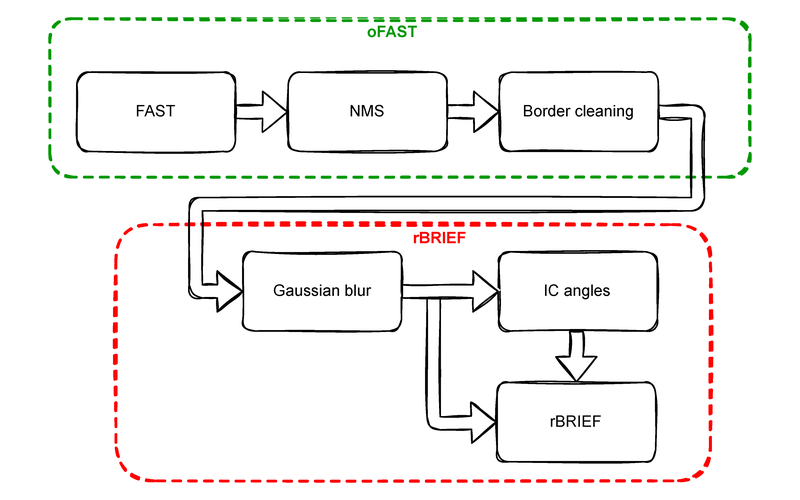 oFAST
FAST
NMS
Border cleaning
rBRIEF
Gaussian blur
IC angles
rBRIEF